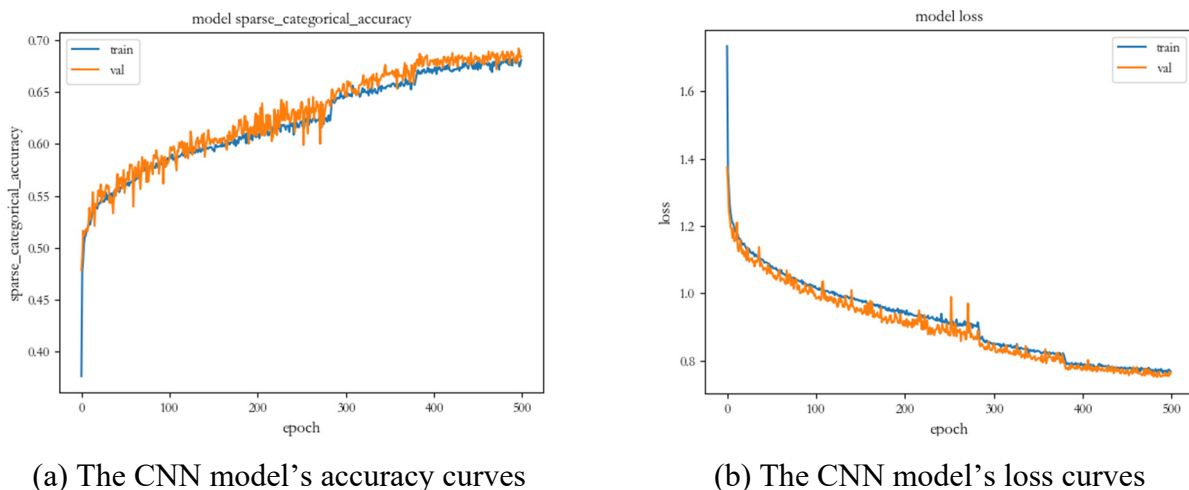 model sparse_categorical_accuracy
train
val
0.70
0.65
0.60
0.55
0.50
0.45
0.40
sparse_categorical_accuracy
0
100
200
300
400
500
epoch
(a) The CNN model’s accuracy curves
model loss
train
val
1.6
1.4
1.2
1.0
0.8
loss
0
100
200
300
400
500
epoch
(b) The CNN model’s loss curves